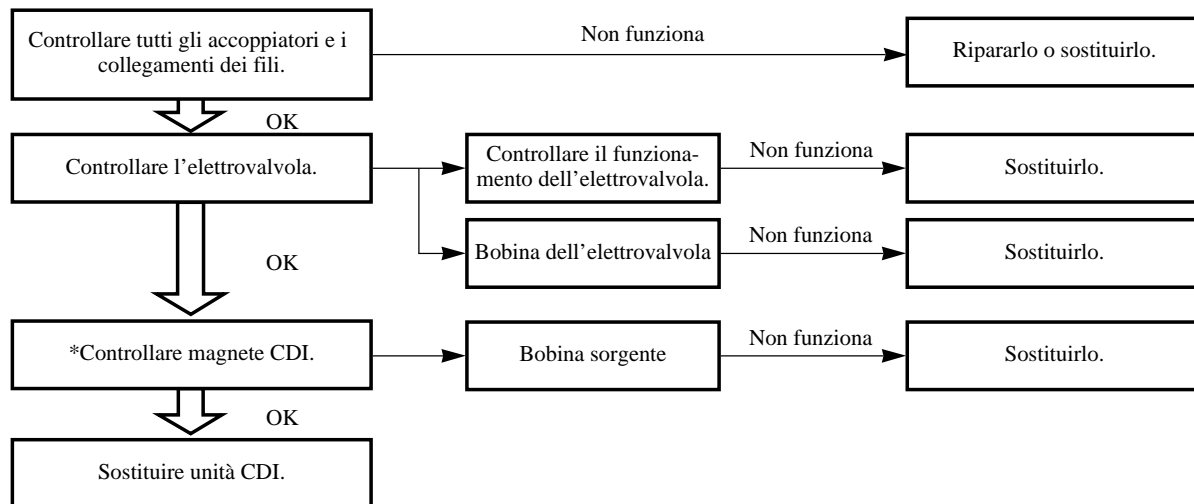 Controllare tutti gli accoppiatori e i
collegamenti dei fili.
Non funziona
Ripararlo o sostituirlo.
OK
Controllare l’elettrovalvola.
Controllare il funziona-
mento dell’elettrovalvola.
Non funziona
Sostituirlo.
Bobina dell’elettrovalvola
Non funziona
Sostituirlo.
OK
*Controllare magnete CDI.
Bobina sorgente
Non funziona
Sostituirlo.
OK
Sostituire unità CDI.